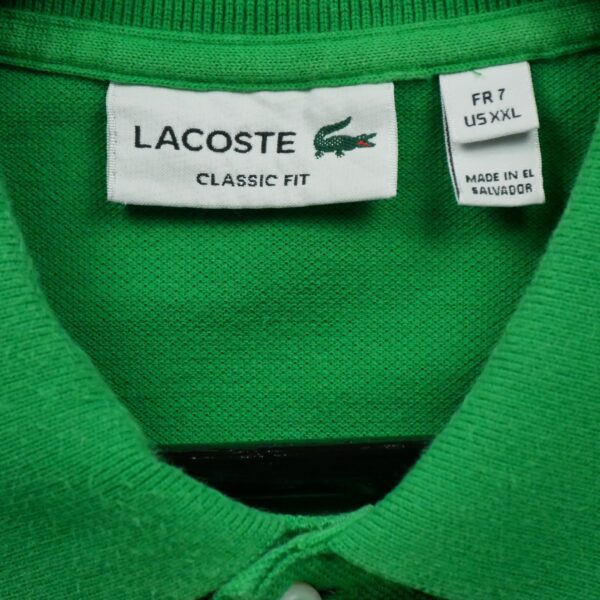 LACOSTE
CLASSIC FIT
FR 7
US XXL
MADE IN EL
SALVADOR